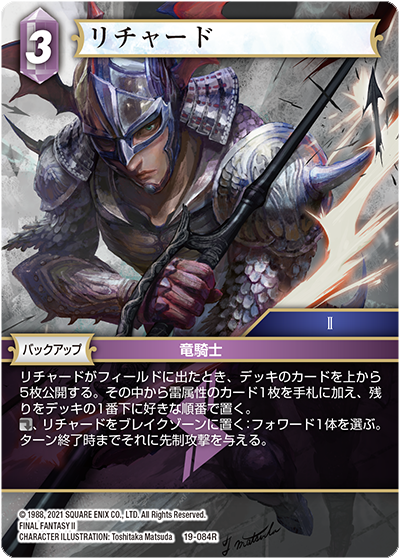 3
リチャード
II
バックアップ
竜騎士
リチャードがフィールドに出たとき、デッキのカードを上から
5枚公開する。その中から雷属性のカード1枚を手札に加え、残
りをデッキの1番下に好きな順番で置く。
、リチャードをブレイクゾーンに置く:フォワード1体を選ぶ。
ターン終了時までそれに先制攻撃を与える。
© 1988, 2021 SQUARE ENIX CO., LTD. All Rights Reserved.
FINAL FANTASY II
CHARACTER ILLUSTRATION: Toshitaka Matsuda
19-084R
T Matsuda